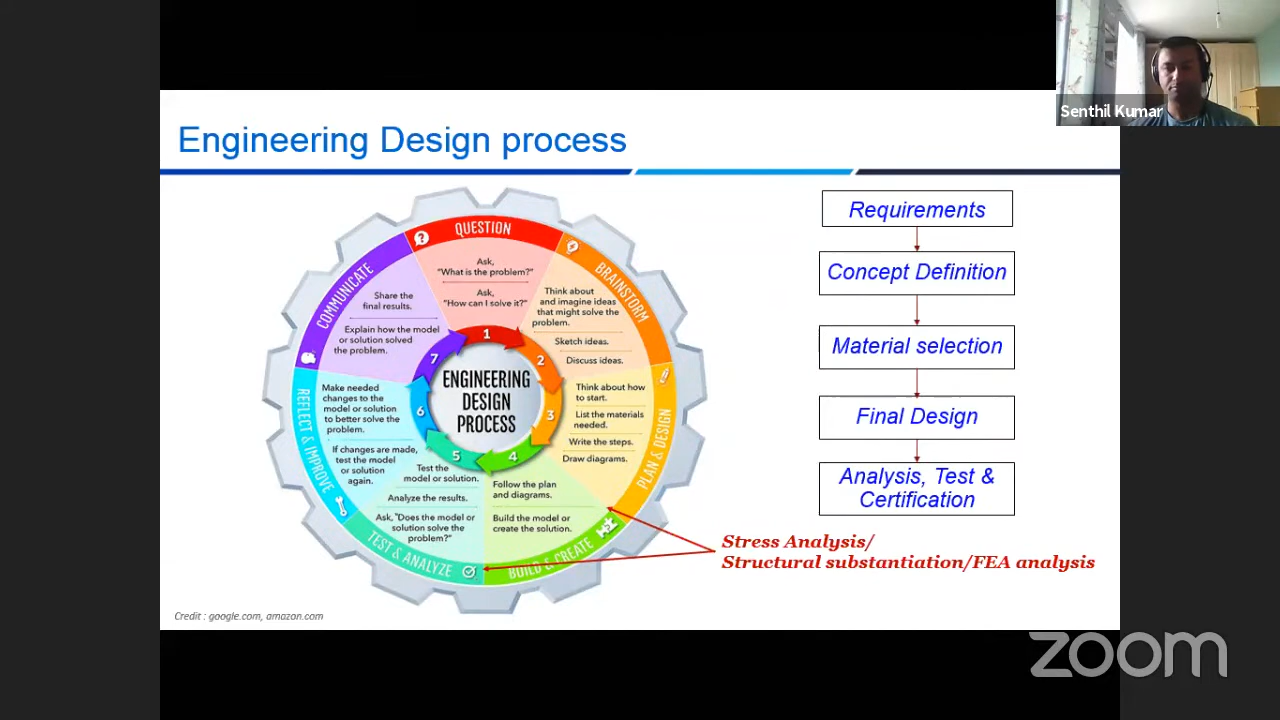 Senthil Kumar
Engineering Design process
QUESTION
?
Ask,
"What is the problem?"
Ask,
"How can I solve it?"
BRAINSTORM
Think about
and imagine ideas
that might solve the
problem.
Sketch ideas.
Discuss ideas.
PLAN & DESIGN
Think about how
to start.
List the materials
needed.
Write the steps.
Draw diagrams.
BUILD & CREATE
Follow the plan
and diagrams.
Build the model or
create the solution.
TEST & ANALYZE
Test the
model or solution.
Analyze the results.
Ask, "Does the model or
solution solve the
problem?"
REFLECT & IMPROVE
Make needed
changes to the
model or solution
to better solve the
problem.
If changes are made,
test the model
or solution
again.
COMMUNICATE
Share the
final results.
Explain how the model
or solution solved
the problem.
1
2
3
4
5
6
7
ENGINEERING
DESIGN
PROCESS
Requirements
Concept Definition
Material selection
Final Design
Analysis, Test &
Certification
Stress Analysis/
Structural substantiation/FEA analysis
Credit : google.com, amazon.com
zoom